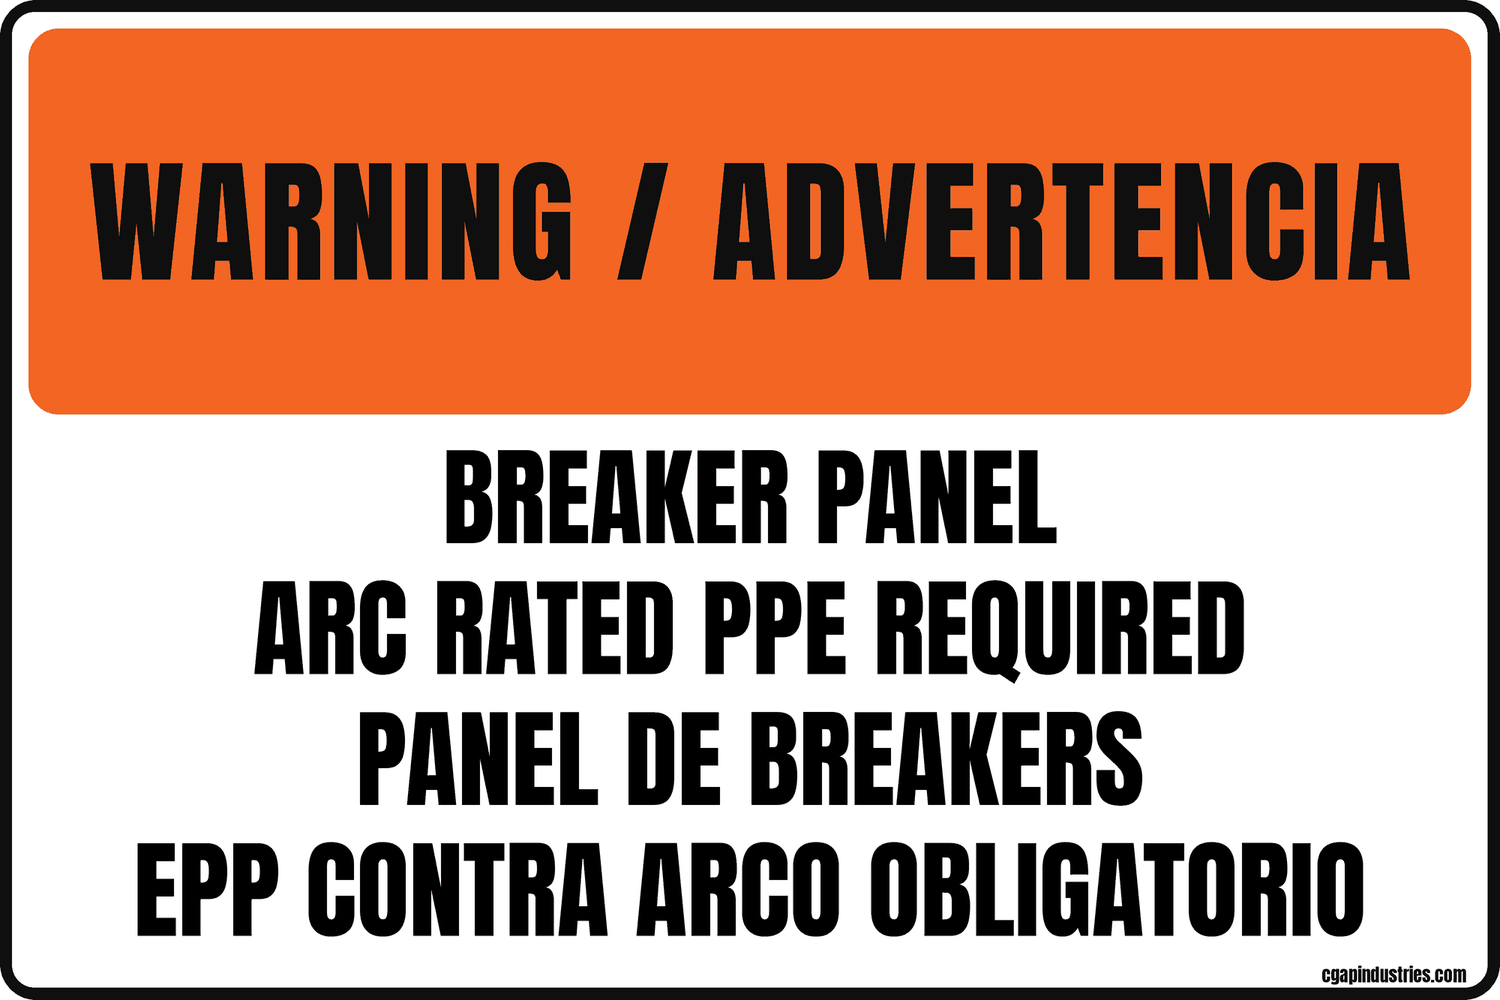 WARNING / ADVERTENCIA
BREAKER PANEL
ARC RATED PPE REQUIRED
PANEL DE BREAKERS
EPP CONTRA ARCO OBLIGATORIO
cgapindustries.com